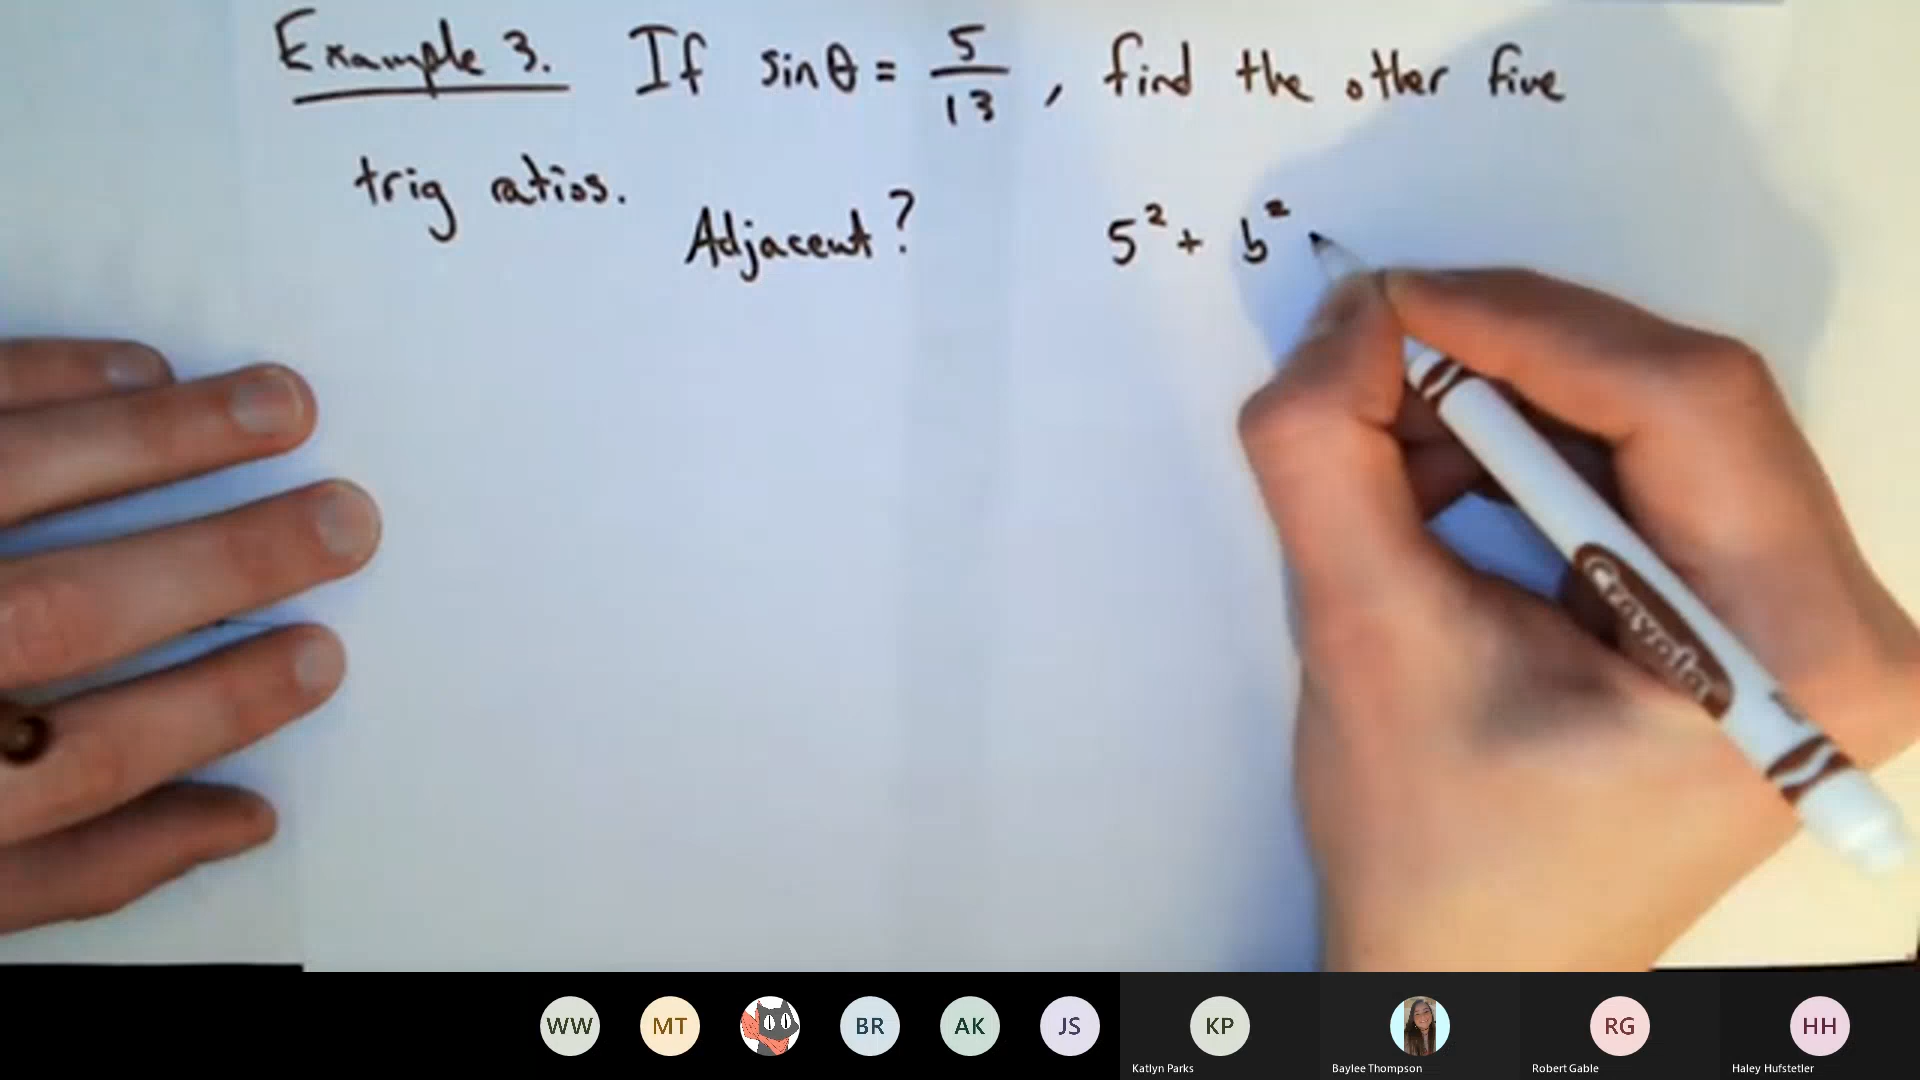 Example 3. If sinθ = 5/13, find the other five
trig ratios.
Adjacent? 5² + b²
Crayola
WW MT BR AK JS KP RG HH
Katlyn Parks Baylee Thompson Robert Gable Haley Hufstetler